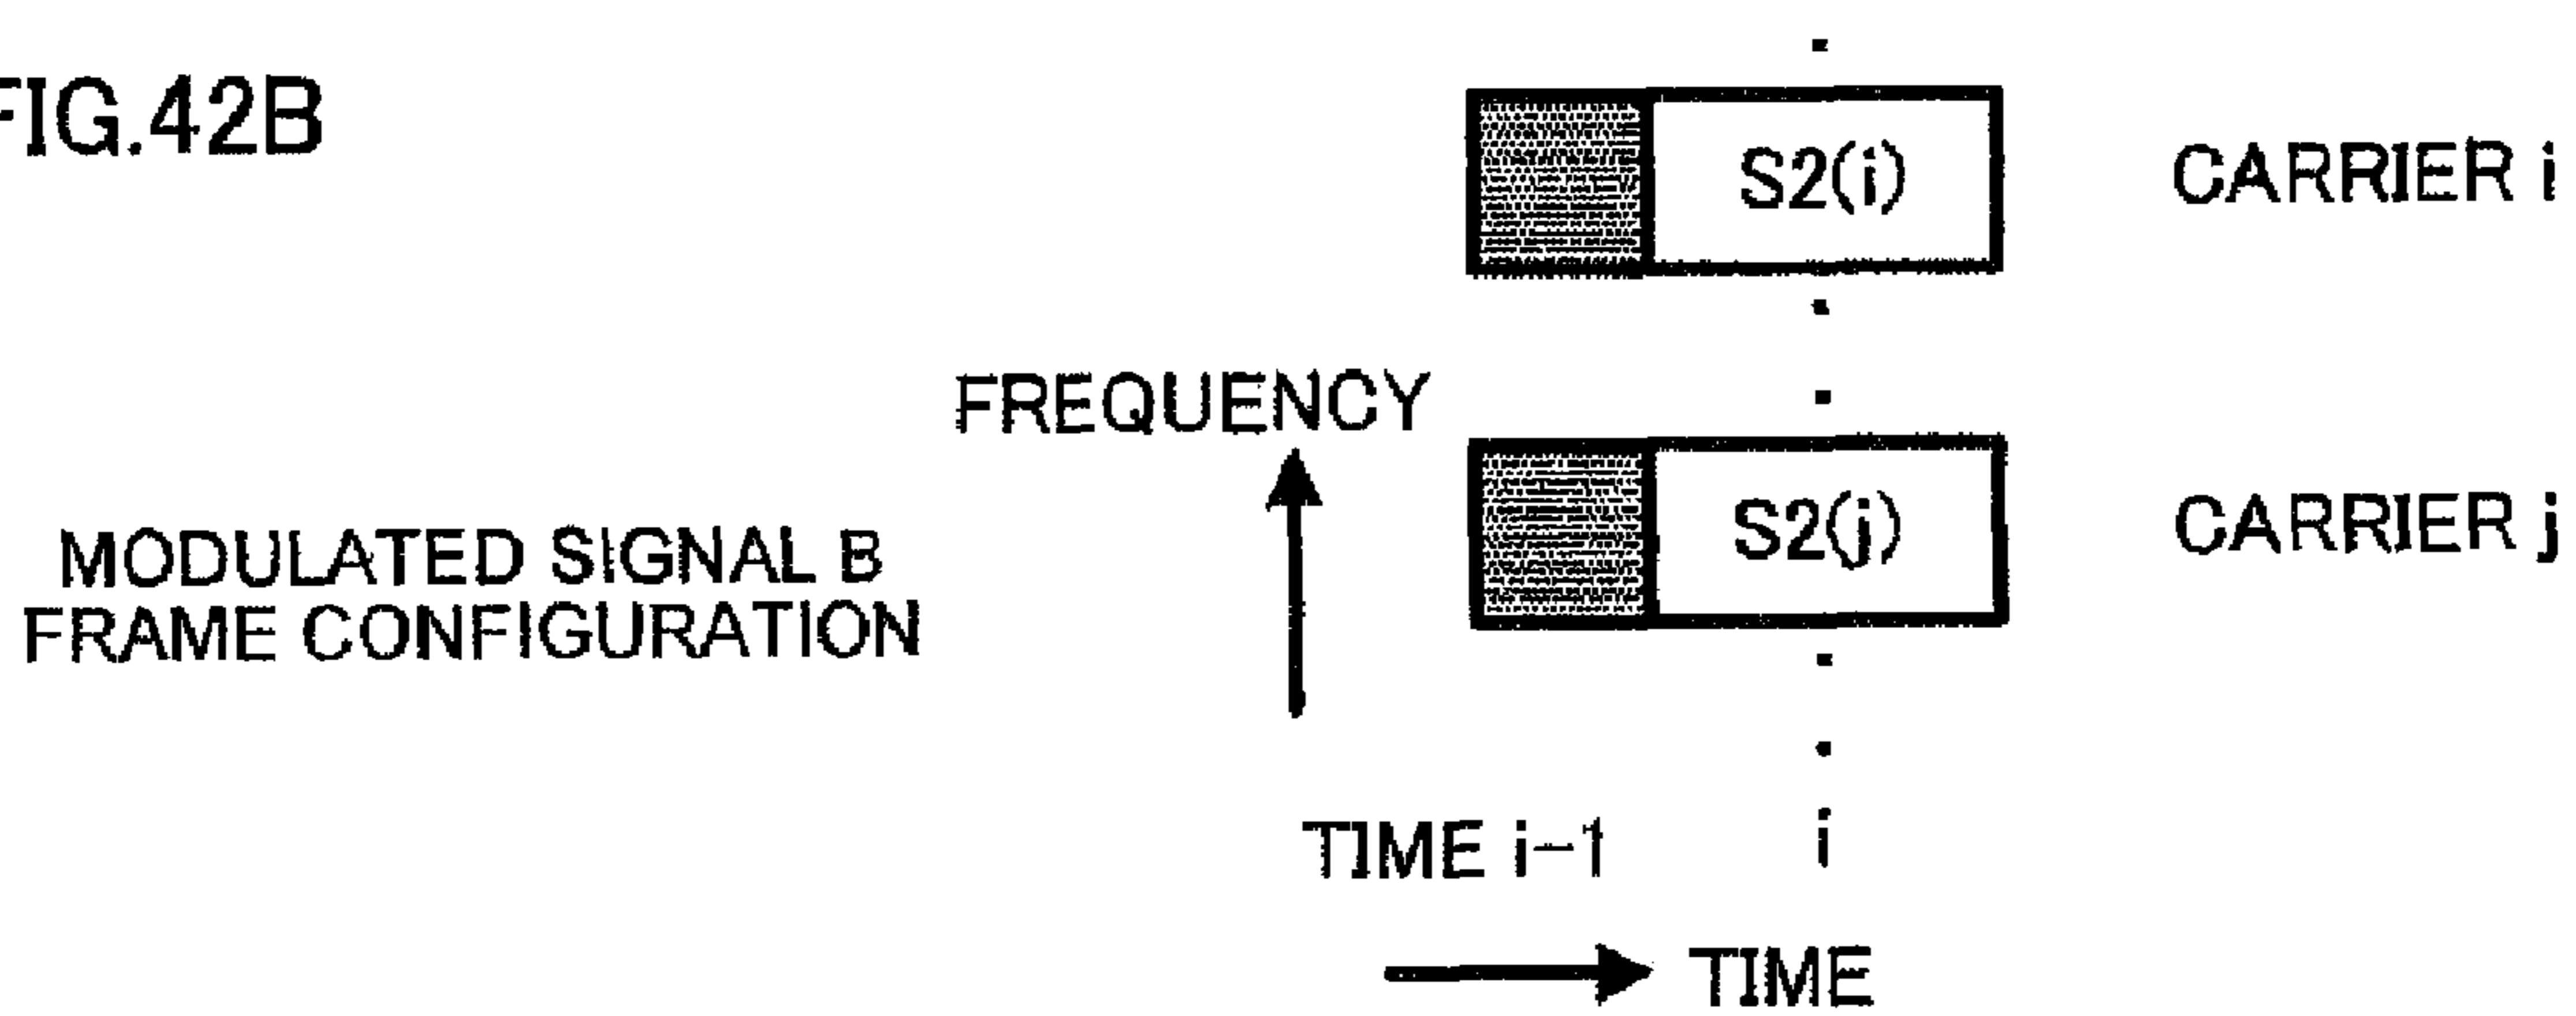 FIG.42B
S2(i)
CARRIER i
FREQUENCY
S2(j)
CARRIER j
MODULATED SIGNAL B
FRAME CONFIGURATION
TIME i-1
i
TIME